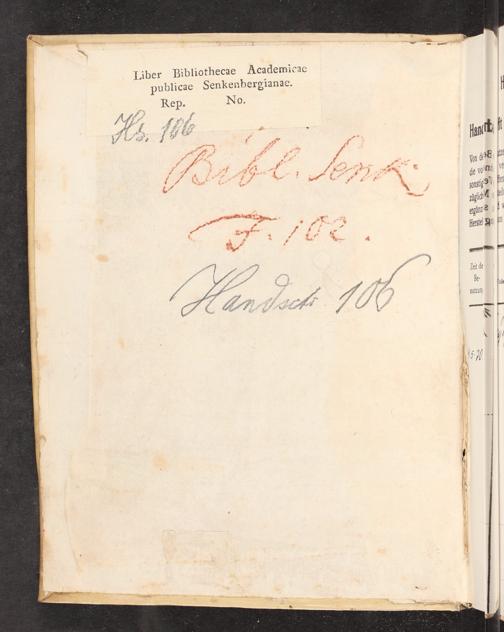 Liber Bibliothecae Academicae
publicae Senkenbergianae.
Rep. No.
Hs. 106
Bibl. Senk.
F. 102.
Handschr 106